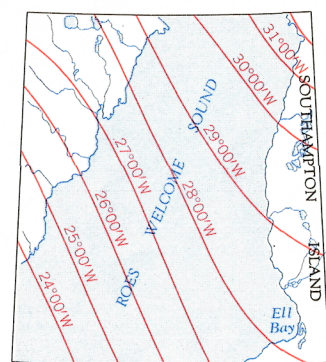 31°00'W
30°00'W
29°00'W
28°00'W
27°00'W
26°00'W
25°00'W
24°00'W
ROES WELCOME SOUND
SOUTHAMPTON ISLAND
Ell
Bay